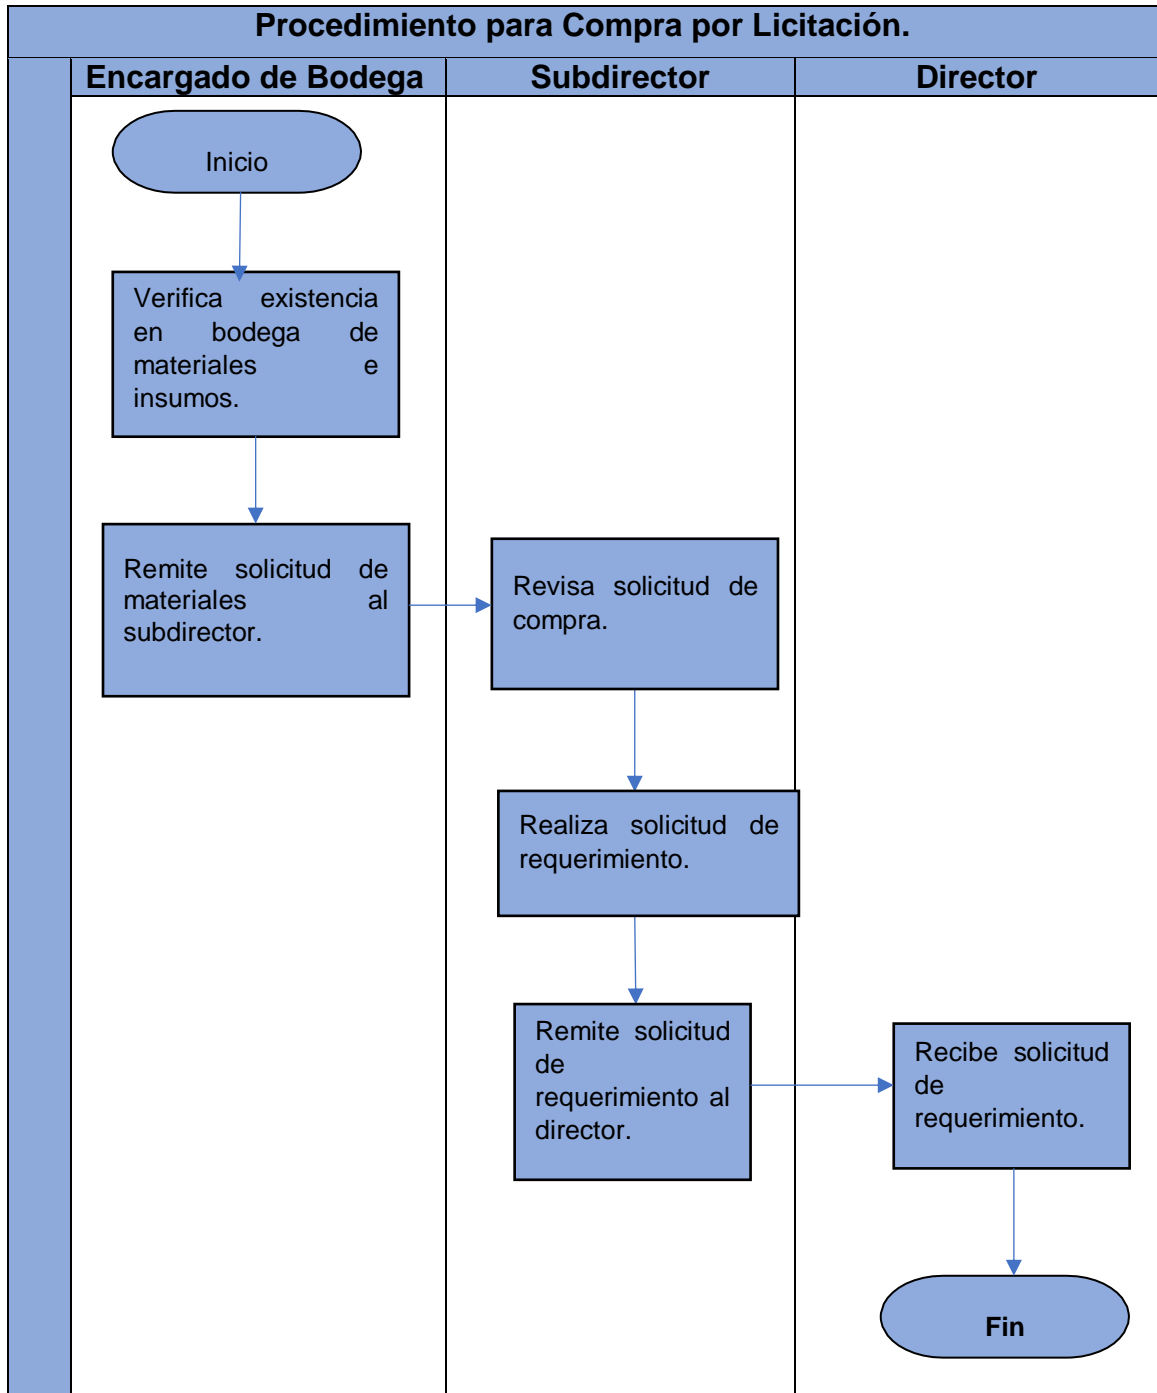 Procedimiento para Compra por Licitación.
Encargado de Bodega
Subdirector
Director
Inicio
Verifica existencia
en bodega de
materiales e
insumos.
Remite solicitud de
materiales al
subdirector.
Revisa solicitud de
compra.
Realiza solicitud de
requerimiento.
Remite solicitud
de
requerimiento al
director.
Recibe solicitud
de
requerimiento.
Fin